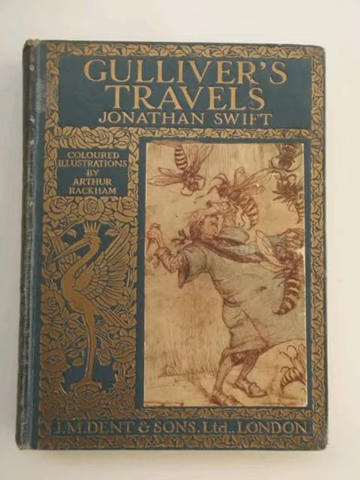 GULLIVER'S
TRAVELS
JONATHAN SWIFT
COLOURED
ILLUSTRATIONS
BY
ARTHUR
RACKHAM
J.M.DENT & SONS, Ltd., LONDON